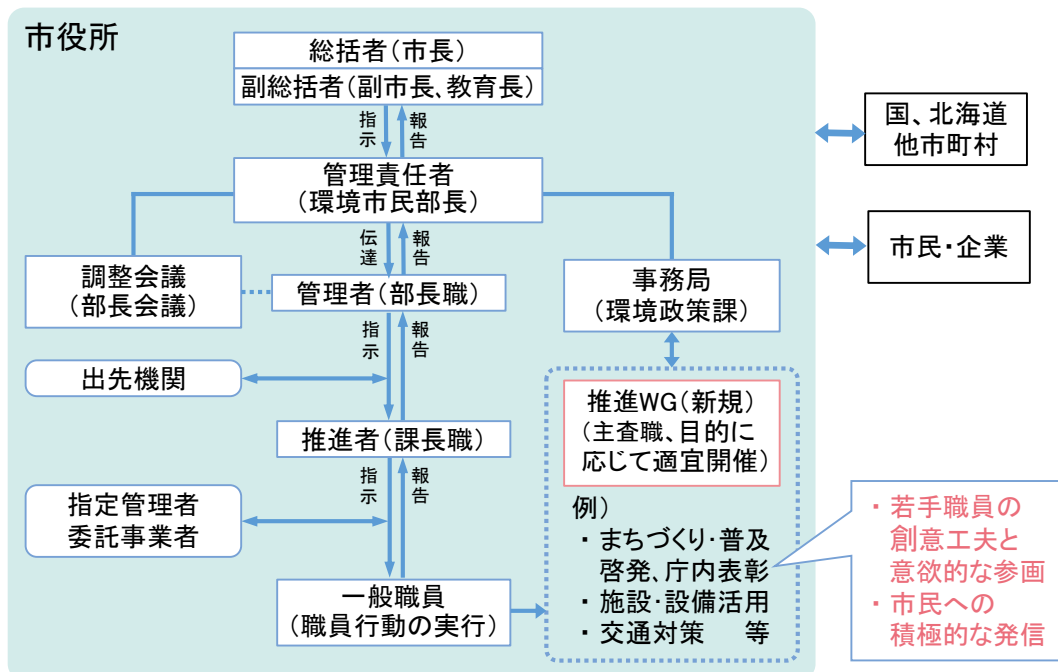 市役所
総括者（市長）
副総括者（副市長、教育長）
指示
報告
管理責任者
（環境市民部長）
伝達
報告
調整会議
（部長会議）
管理者（部長職）
事務局
（環境政策課）
指示
報告
出先機関
推進者（課長職）
指示
報告
指定管理者
委託事業者
一般職員
（職員行動の実行）
推進WG（新規）
（主査職、目的に
応じて適宜開催）
例）
・まちづくり・普及
啓発、庁内表彰
・施設・設備活用
・交通対策　等
国、北海道
他市町村
市民・企業
・若手職員の
創意工夫と
意欲的な参画
・市民への
積極的な発信